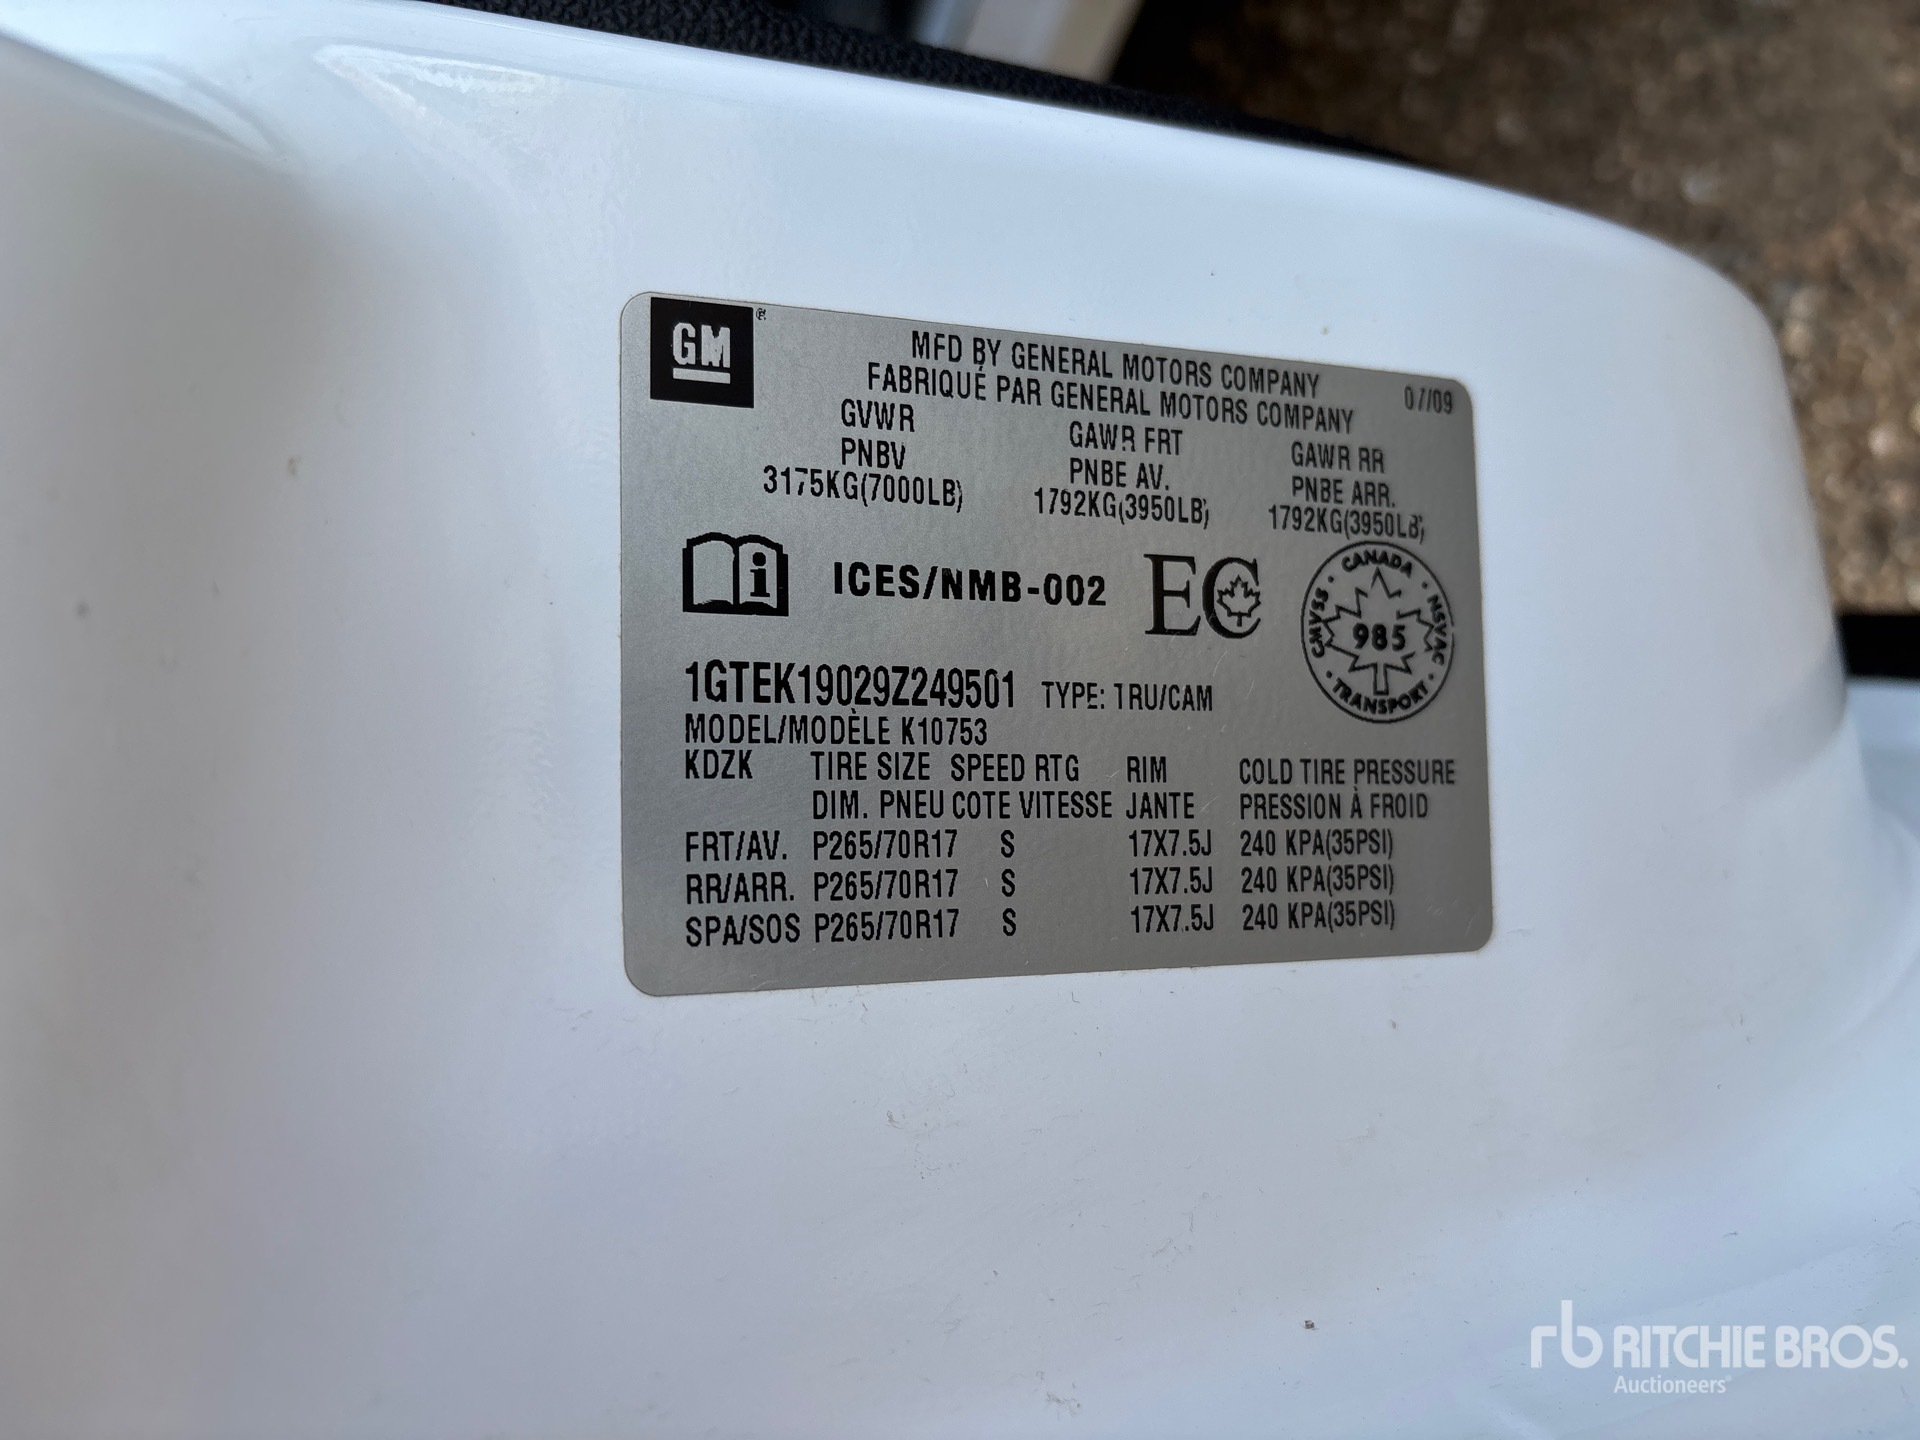 GM
MFD BY GENERAL MOTORS COMPANY
FABRIQUÉ PAR GENERAL MOTORS COMPANY
07/09
GVWR GAWR FRT GAWR RR
PNBV PNBE AV. PNBE ARR.
3175KG(7000LB) 1792KG(3950LB) 1792KG(3950LB)
i ICES/NMB-002 EC
CANADA · NSVAC · TRANSPORT · CMVSS ·
985
1GTEK19029Z249501 TYPE: TRU/CAM
MODEL/MODÈLE K10753
KDZK TIRE SIZE SPEED RTG RIM COLD TIRE PRESSURE
DIM. PNEU COTE VITESSE JANTE PRESSION À FROID
FRT/AV. P265/70R17 S 17X7.5J 240 KPA(35PSI)
RR/ARR. P265/70R17 S 17X7.5J 240 KPA(35PSI)
SPA/SOS P265/70R17 S 17X7.5J 240 KPA(35PSI)
rb RITCHIE BROS.
Auctioneers